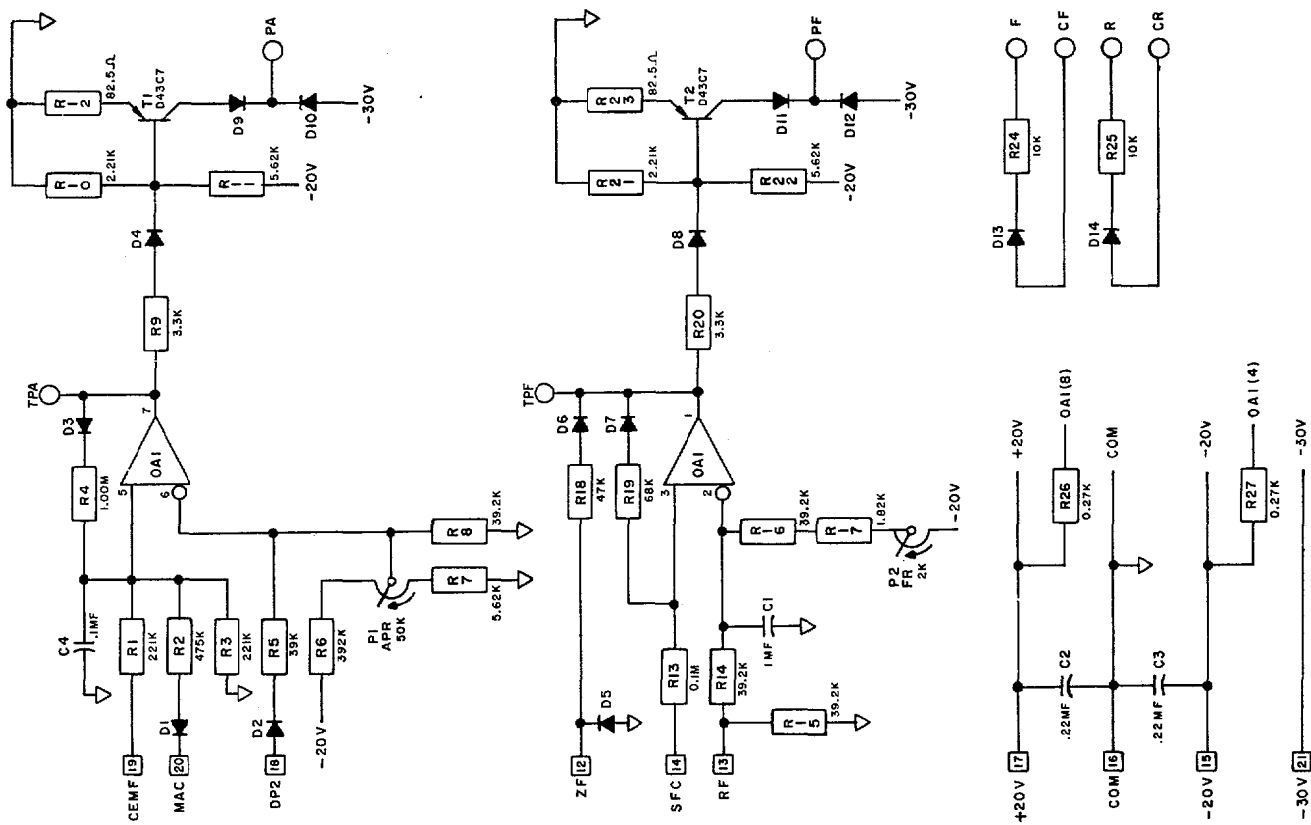 CEMF 19
MAC 20
DP2 18
-20V
C4
.1MF
R1
221K
R2
475K
R3
221K
D1
D2
R5
39K
R6
392K
P1
APR
50K
R7
5.62K
R8
39.2K
R4
1.00M
D3
TPA
5
6
7
OA1
R9
3.3K
D4
R10
2.21K
R11
5.62K
-20V
R12
82.5Ω
T1
D43C7
D9
D10
PA
-30V
ZF 12
SFC 14
RF 13
D5
R13
0.1M
R14
39.2K
R15
39.2K
C1
1MF
R16
39.2K
R17
1.82K
P2
FR
2K
-20V
R18
47K
R19
68K
D6
D7
TPF
3
2
1
OA1
R20
3.3K
D8
R21
2.21K
R22
5.62K
-20V
R23
82.5Ω
T2
D43C7
D11
D12
PF
-30V
D13
R24
10K
F
CF
D14
R25
10K
R
CR
+20V 17
COM 16
-20V 15
-30V 21
C2
.22MF
C3
.22MF
+20V
R26
0.27K
OA1(8)
COM
-20V
R27
0.27K
OA1(4)
-30V